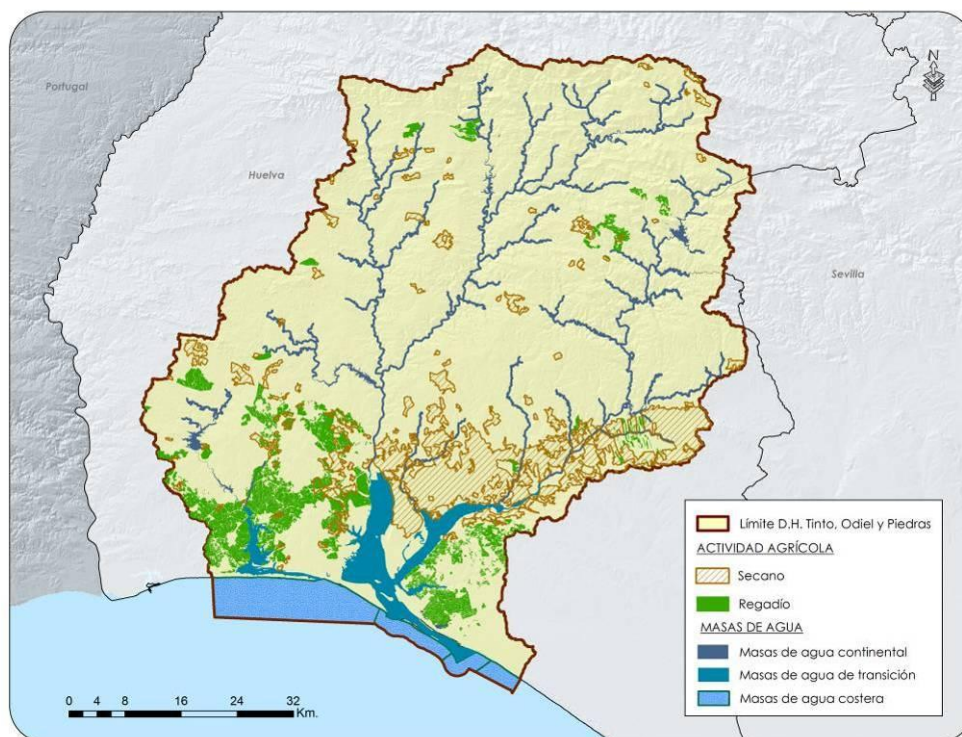 Portugal
N
Huelva
Sevilla
Límite D.H. Tinto, Odiel y Piedras
ACTIVIDAD AGRÍCOLA
Secano
Regadío
MASAS DE AGUA
Masas de agua continental
Masas de agua de transición
Masas de agua costera
0 4 8 16 24 32
Km.